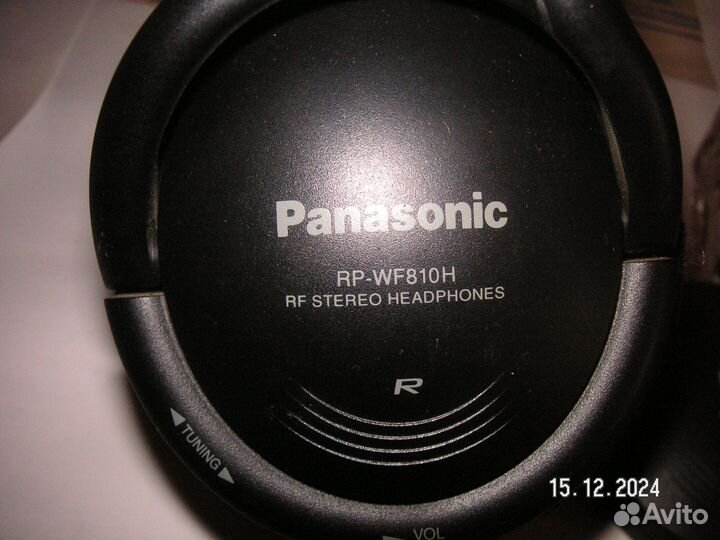 Panasonic
RP-WF810H
RF STEREO HEADPHONES
R
◀ TUNING ▶
VOL
15.12.2024
Avito